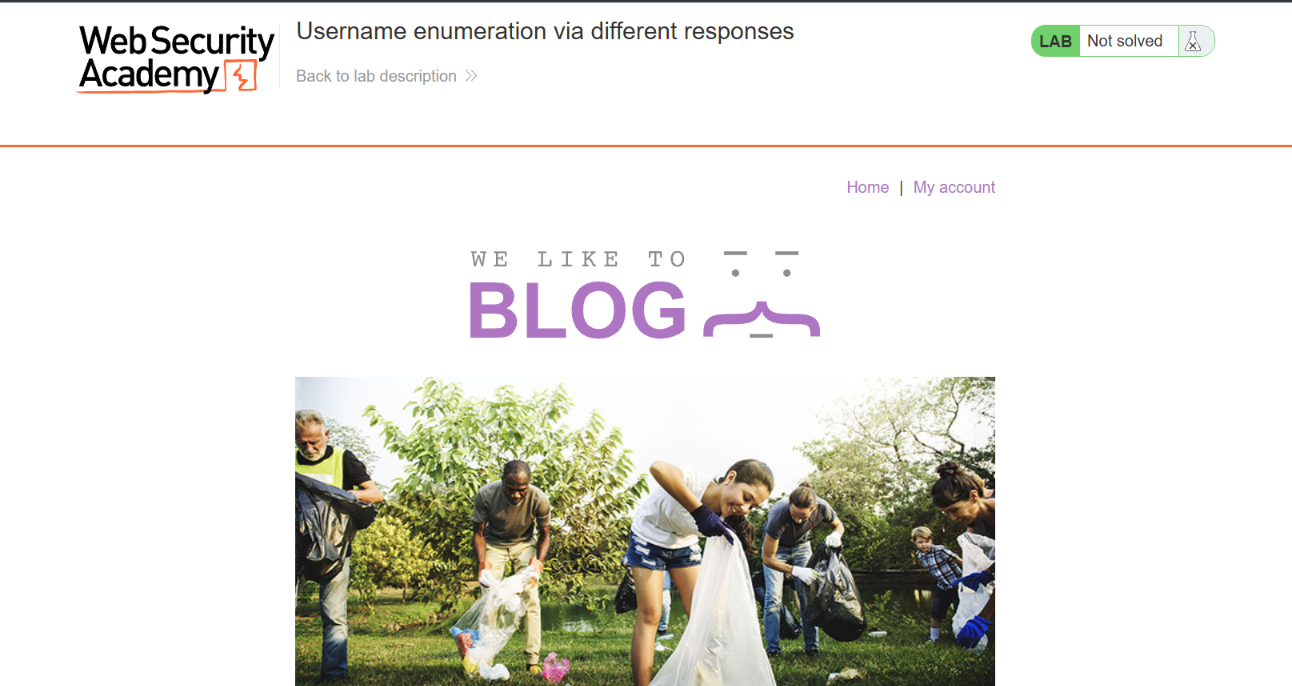 Web Security
Academy
Username enumeration via different responses
Back to lab description
LAB Not solved
Home | My account
WE LIKE TO
BLOG